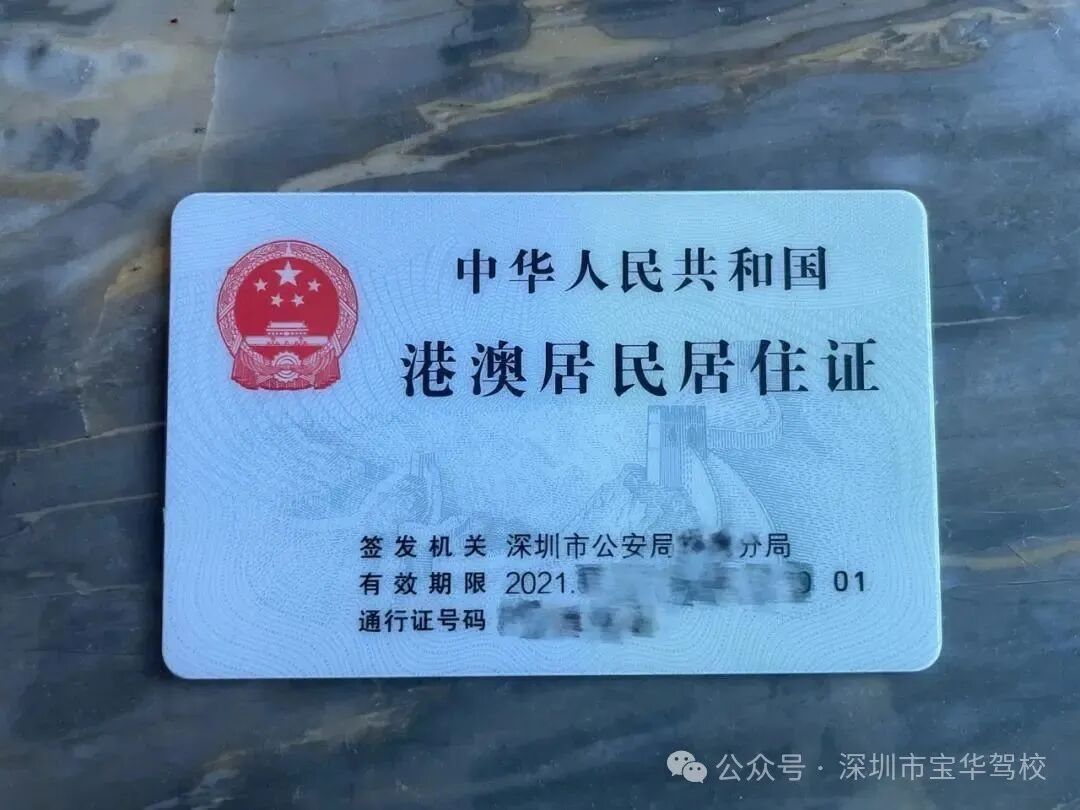 中华人民共和国
港澳居民居住证
签发机关 深圳市公安局 分局
有效期限 2021. 01
通行证号码
公众号·深圳市宝华驾校